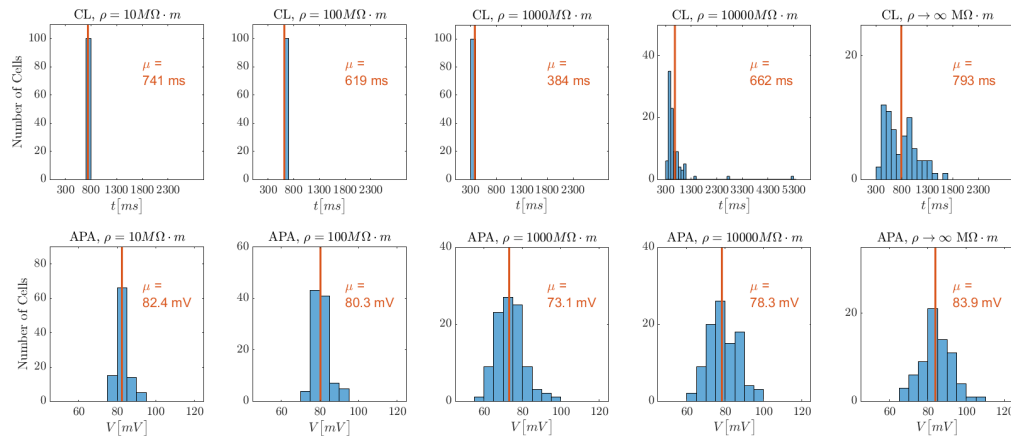 CL, ρ = 10MΩ · m
CL, ρ = 100MΩ · m
CL, ρ = 1000MΩ · m
CL, ρ = 10000MΩ · m
CL, ρ → ∞ MΩ · m
Number of Cells
100
80
60
40
20
0
μ =
741 ms
300 800 1300 1800 2300
t[ms]
100
80
60
40
20
0
μ =
619 ms
300 800 1300 1800 2300
t[ms]
100
80
60
40
20
0
μ =
384 ms
300 800 1300 1800 2300
t[ms]
40
20
0
μ =
662 ms
300 1300 2300 3300 4300 5300
t[ms]
20
0
μ =
793 ms
300 800 1300 1800 2300
t[ms]
APA, ρ = 10MΩ · m
APA, ρ = 100MΩ · m
APA, ρ = 1000MΩ · m
APA, ρ = 10000MΩ · m
APA, ρ → ∞ MΩ · m
Number of Cells
80
60
40
20
0
μ =
82.4 mV
60 80 100 120
V[mV]
60
40
20
0
μ =
80.3 mV
60 80 100 120
V[mV]
40
20
0
μ =
73.1 mV
60 80 100 120
V[mV]
40
20
0
μ =
78.3 mV
60 80 100 120
V[mV]
20
0
μ =
83.9 mV
60 80 100 120
V[mV]